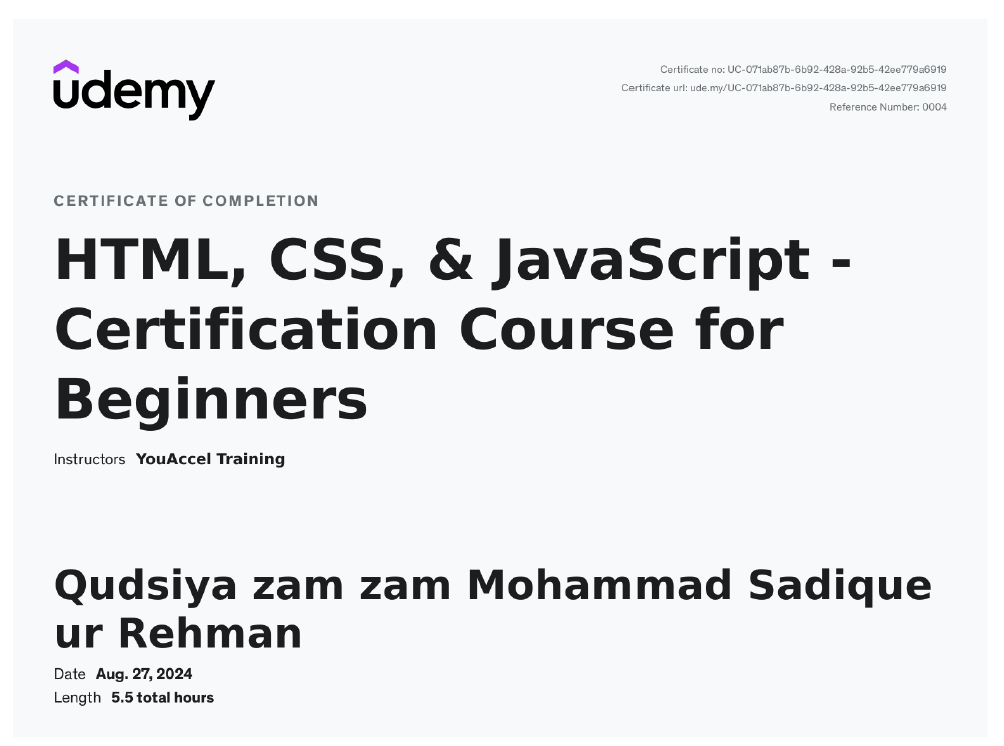 udemy
Certificate no: UC-071ab87b-6b92-428a-92b5-42ee779a6919
Certificate url: ude.my/UC-071ab87b-6b92-428a-92b5-42ee779a6919
Reference Number: 0004
CERTIFICATE OF COMPLETION
HTML, CSS, & JavaScript -
Certification Course for
Beginners
Instructors YouAccel Training
Qudsiya zam zam Mohammad Sadique
ur Rehman
Date Aug. 27, 2024
Length 5.5 total hours